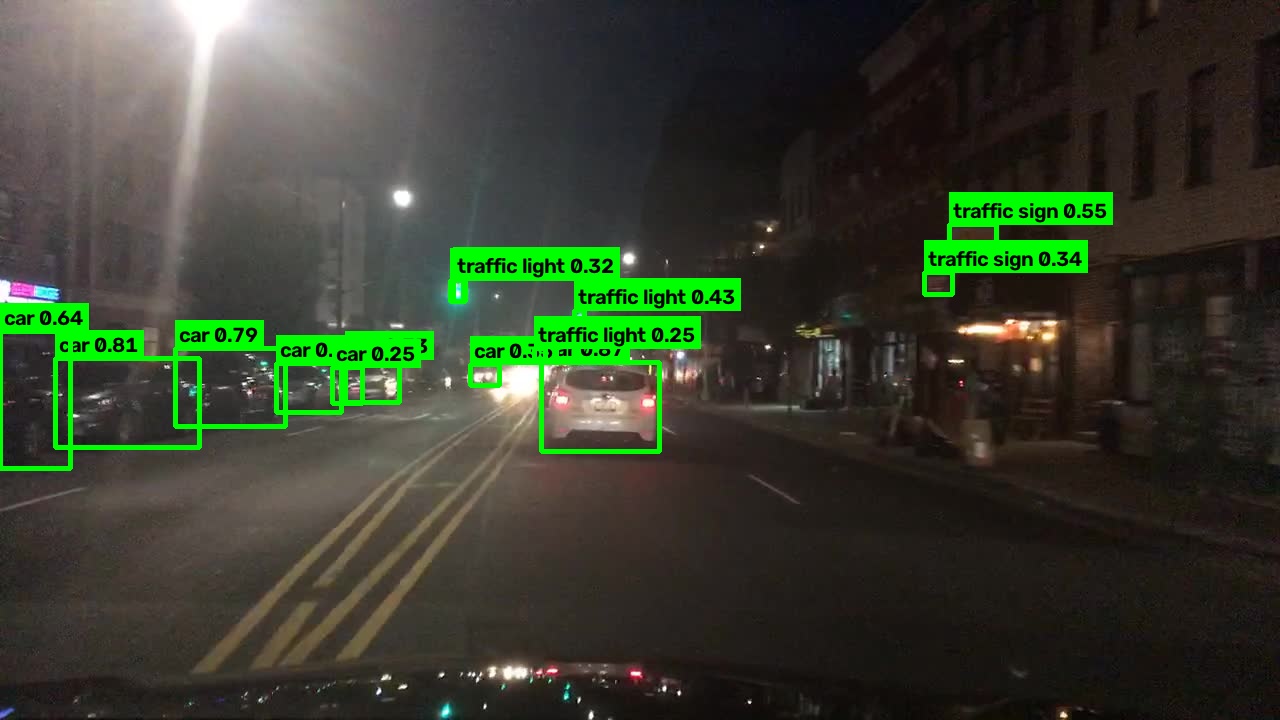 traffic sign 0.55
traffic sign 0.34
traffic light 0.32
traffic light 0.43
car 0.64
car 0.81
car 0.79
traffic light 0.25
car 0.25